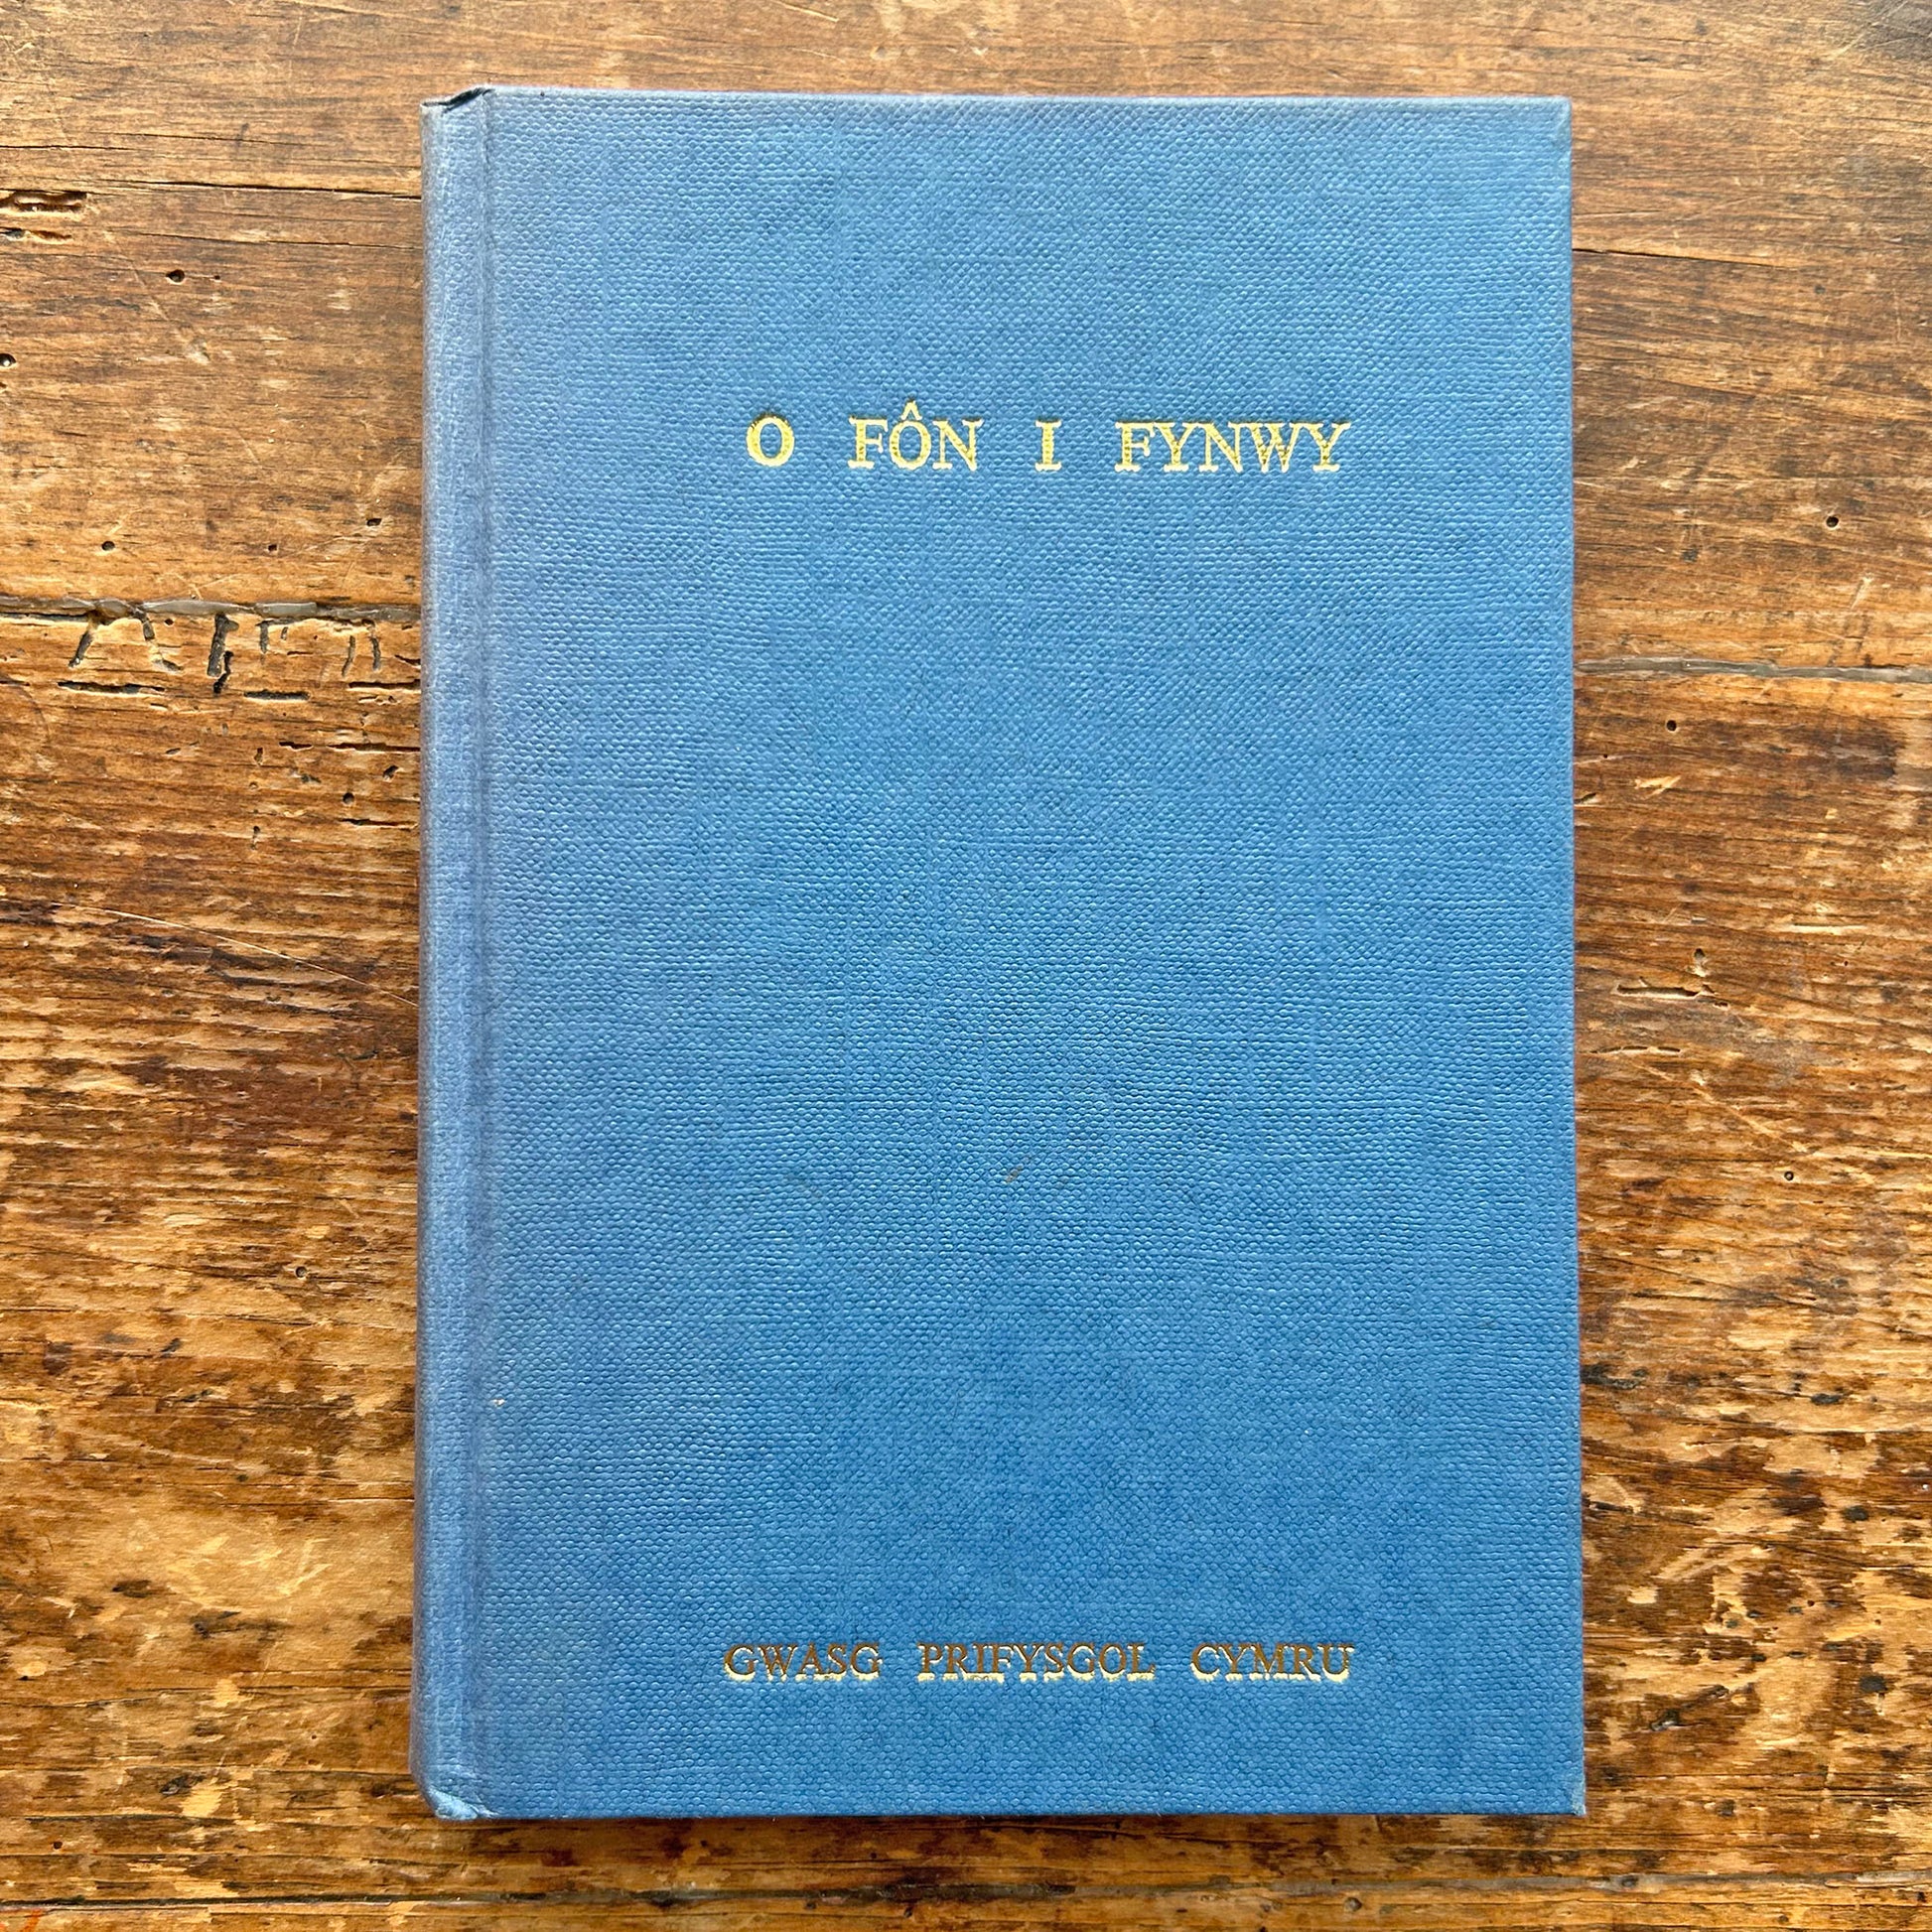 O FÔN I FYNWY
GWASG PRIFYSGOL CYMRU